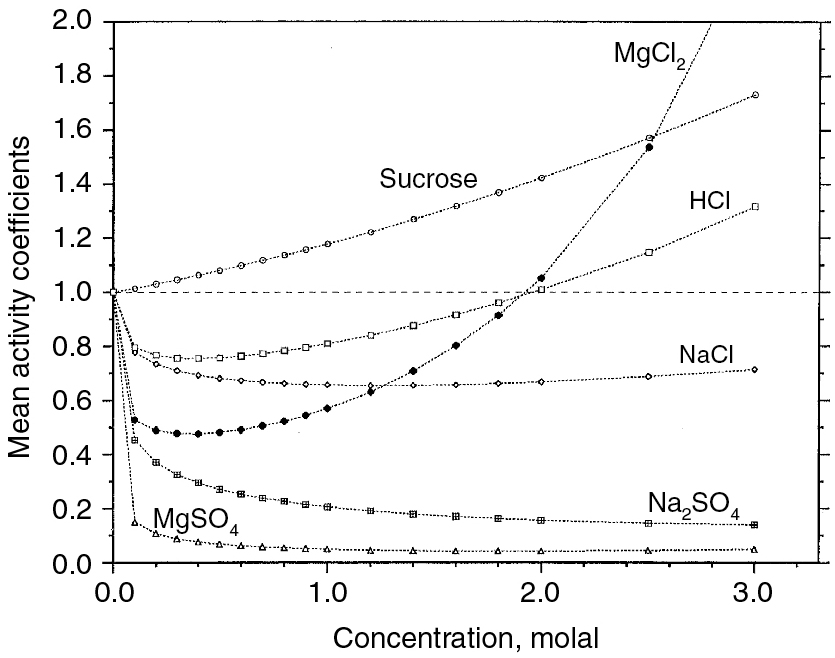 Mean activity coefficients
2.0
1.8
1.6
1.4
1.2
1.0
0.8
0.6
0.4
0.2
0.0
MgCl2
Sucrose
HCl
NaCl
Na2SO4
MgSO4
0.0 1.0 2.0 3.0
Concentration, molal